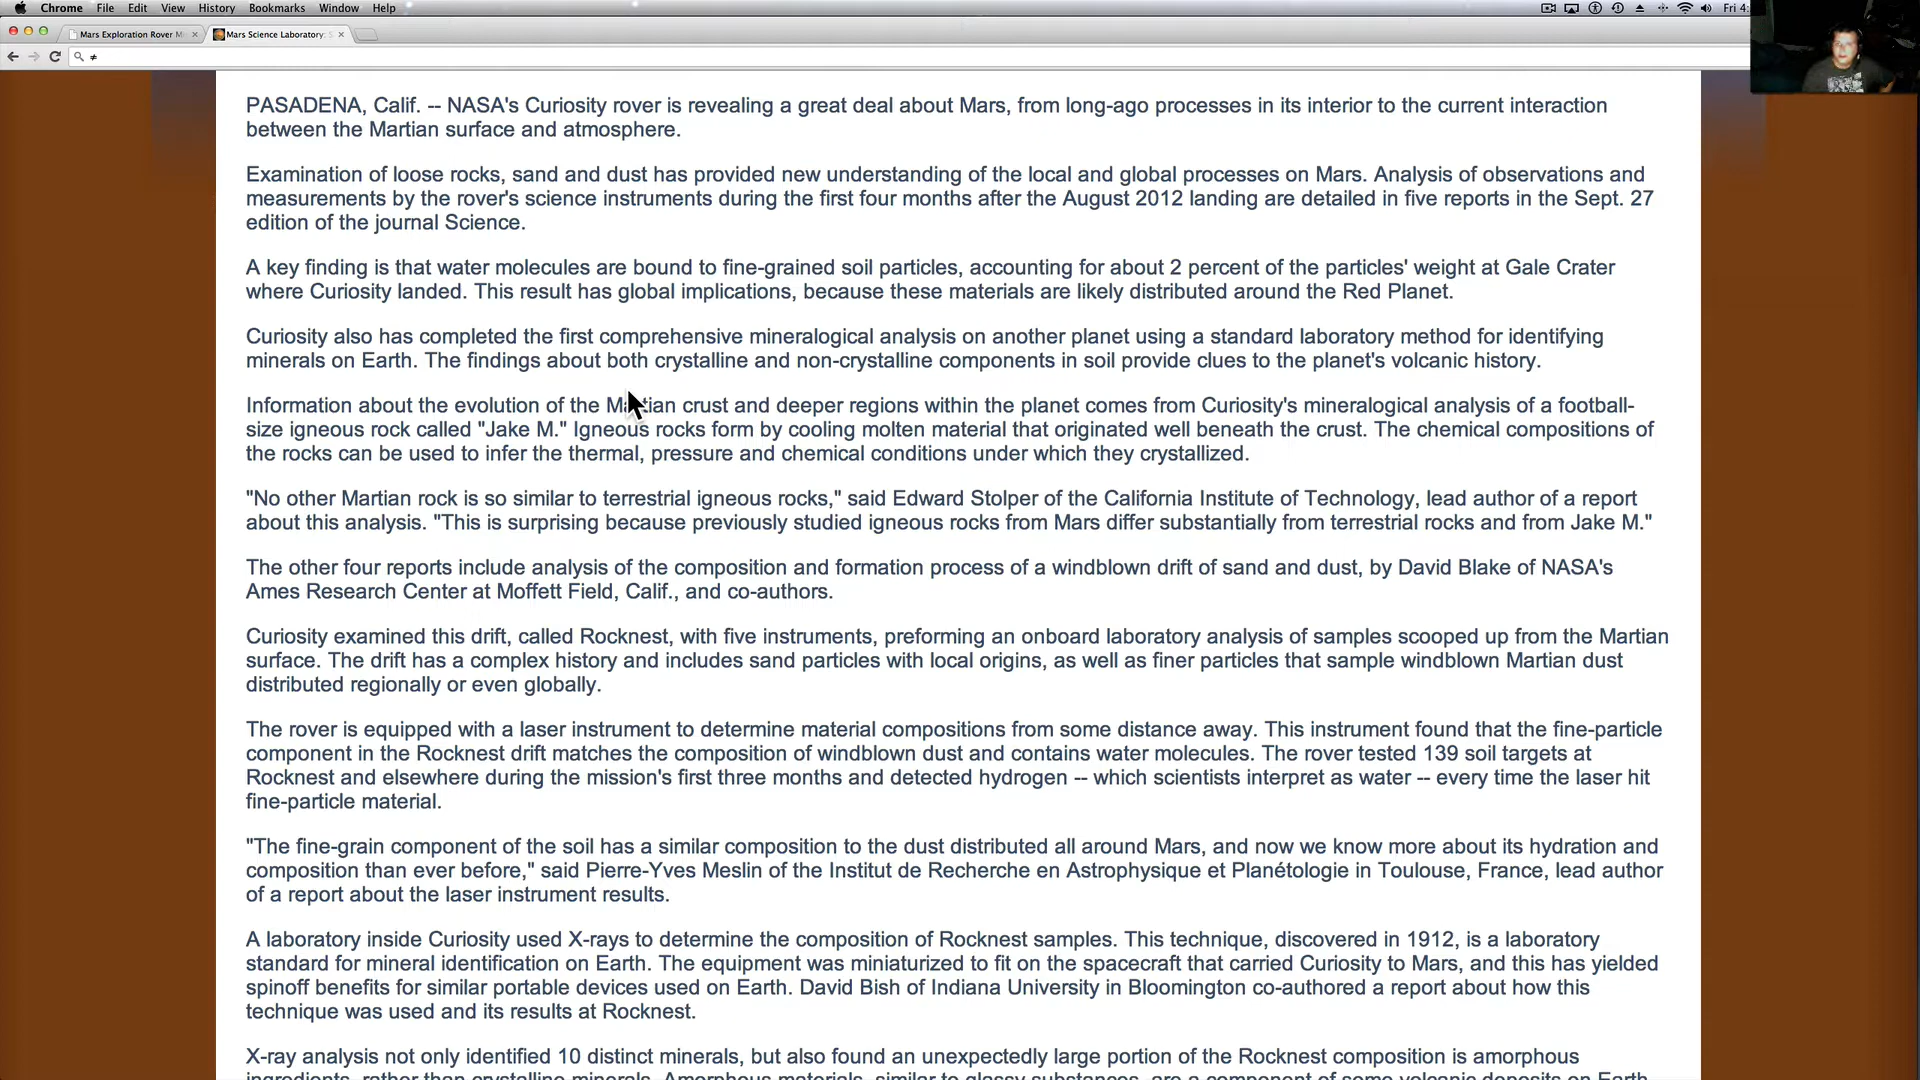 Chrome File Edit View History Bookmarks Window Help Fri 4:
Mars Exploration Rover M
Mars Science Laboratory: S
≠
PASADENA, Calif. -- NASA's Curiosity rover is revealing a great deal about Mars, from long-ago processes in its interior to the current interaction
between the Martian surface and atmosphere.
Examination of loose rocks, sand and dust has provided new understanding of the local and global processes on Mars. Analysis of observations and
measurements by the rover's science instruments during the first four months after the August 2012 landing are detailed in five reports in the Sept. 27
edition of the journal Science.
A key finding is that water molecules are bound to fine-grained soil particles, accounting for about 2 percent of the particles' weight at Gale Crater
where Curiosity landed. This result has global implications, because these materials are likely distributed around the Red Planet.
Curiosity also has completed the first comprehensive mineralogical analysis on another planet using a standard laboratory method for identifying
minerals on Earth. The findings about both crystalline and non-crystalline components in soil provide clues to the planet's volcanic history.
Information about the evolution of the Martian crust and deeper regions within the planet comes from Curiosity's mineralogical analysis of a football-
size igneous rock called "Jake M." Igneous rocks form by cooling molten material that originated well beneath the crust. The chemical compositions of
the rocks can be used to infer the thermal, pressure and chemical conditions under which they crystallized.
"No other Martian rock is so similar to terrestrial igneous rocks," said Edward Stolper of the California Institute of Technology, lead author of a report
about this analysis. "This is surprising because previously studied igneous rocks from Mars differ substantially from terrestrial rocks and from Jake M."
The other four reports include analysis of the composition and formation process of a windblown drift of sand and dust, by David Blake of NASA's
Ames Research Center at Moffett Field, Calif., and co-authors.
Curiosity examined this drift, called Rocknest, with five instruments, preforming an onboard laboratory analysis of samples scooped up from the Martian
surface. The drift has a complex history and includes sand particles with local origins, as well as finer particles that sample windblown Martian dust
distributed regionally or even globally.
The rover is equipped with a laser instrument to determine material compositions from some distance away. This instrument found that the fine-particle
component in the Rocknest drift matches the composition of windblown dust and contains water molecules. The rover tested 139 soil targets at
Rocknest and elsewhere during the mission's first three months and detected hydrogen -- which scientists interpret as water -- every time the laser hit
fine-particle material.
"The fine-grain component of the soil has a similar composition to the dust distributed all around Mars, and now we know more about its hydration and
composition than ever before," said Pierre-Yves Meslin of the Institut de Recherche en Astrophysique et Planétologie in Toulouse, France, lead author
of a report about the laser instrument results.
A laboratory inside Curiosity used X-rays to determine the composition of Rocknest samples. This technique, discovered in 1912, is a laboratory
standard for mineral identification on Earth. The equipment was miniaturized to fit on the spacecraft that carried Curiosity to Mars, and this has yielded
spinoff benefits for similar portable devices used on Earth. David Bish of Indiana University in Bloomington co-authored a report about how this
technique was used and its results at Rocknest.
X-ray analysis not only identified 10 distinct minerals, but also found an unexpectedly large portion of the Rocknest composition is amorphous
ingredients, rather than crystalline minerals. Amorphous materials, similar to glassy substances, are a component of some volcanic deposits on Earth.